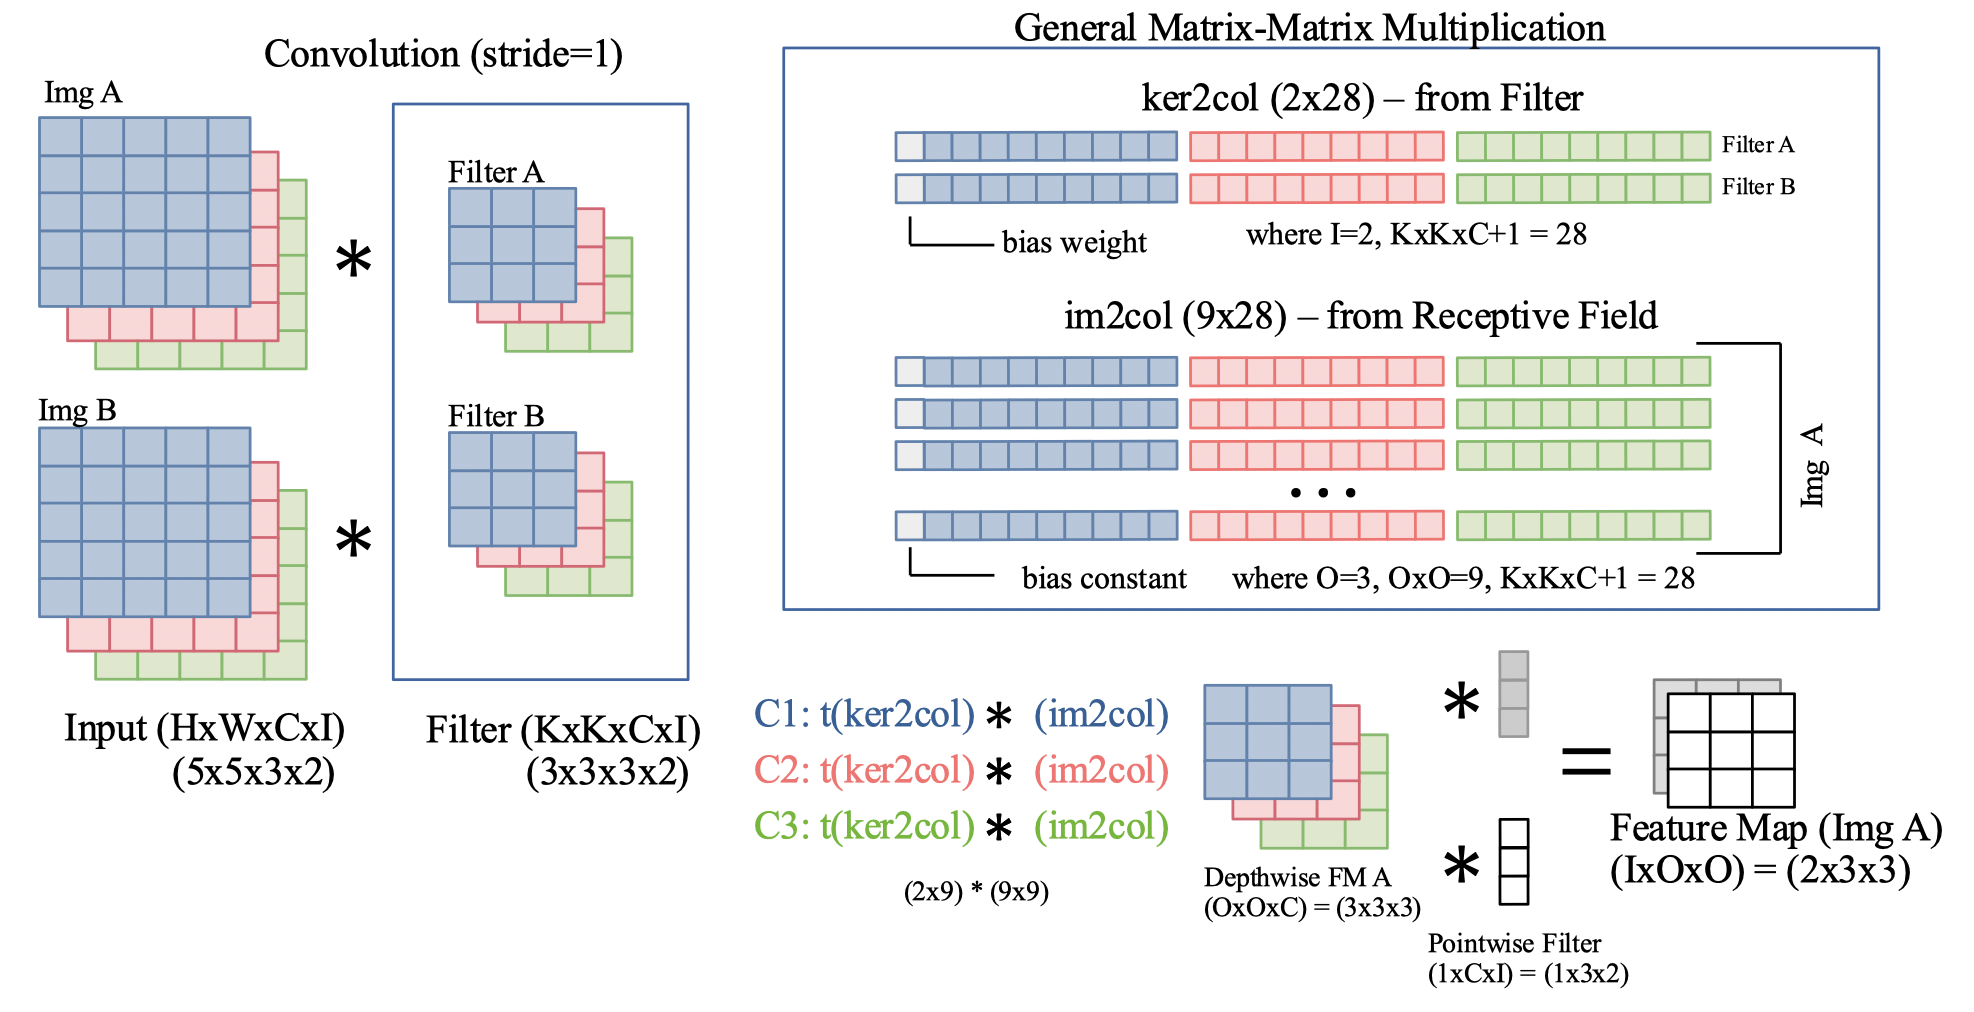 Convolution (stride=1)
Img A
*
Filter A
Img B
*
Filter B
Input (HxWxCxI)
(5x5x3x2)
Filter (KxKxCxI)
(3x3x3x2)
General Matrix-Matrix Multiplication
ker2col (2x28) – from Filter
Filter A
Filter B
bias weight
where I=2, KxKxC+1 = 28
im2col (9x28) – from Receptive Field
• • •
Img A
bias constant
where O=3, OxO=9, KxKxC+1 = 28
C1: t(ker2col) * (im2col)
C2: t(ker2col) * (im2col)
C3: t(ker2col) * (im2col)
(2x9) * (9x9)
Depthwise FM A
(OxOxC) = (3x3x3)
*
*
Pointwise Filter
(1xCxI) = (1x3x2)
=
Feature Map (Img A)
(IxOxO) = (2x3x3)